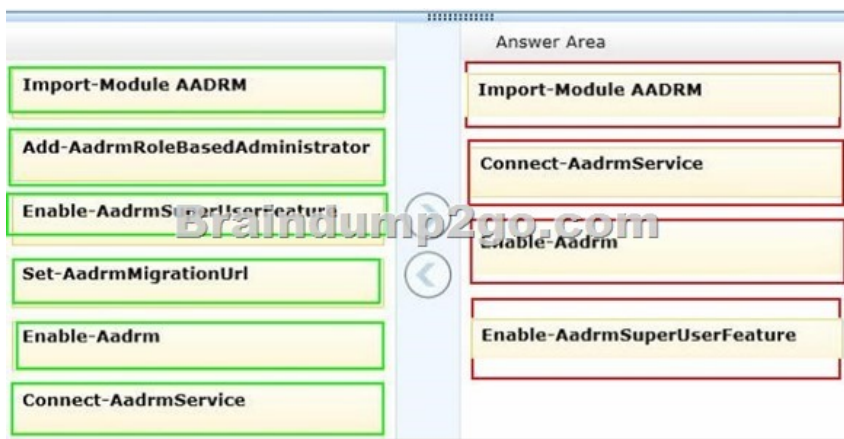 Answer Area
Import-Module AADRM
Add-AadrmRoleBasedAdministrator
Enable-AadrmSuperUserFeature
Set-AadrmMigrationUrl
Enable-Aadrm
Connect-AadrmService
Import-Module AADRM
Connect-AadrmService
Enable-Aadrm
Enable-AadrmSuperUserFeature
Braindump2go.com